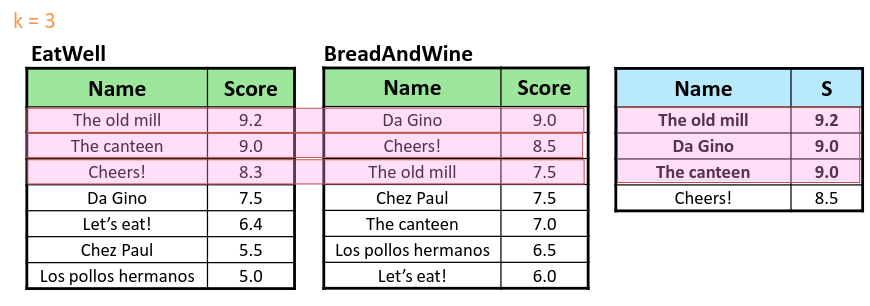 k = 3
EatWell
Name Score
The old mill 9.2
The canteen 9.0
Cheers! 8.3
Da Gino 7.5
Let’s eat! 6.4
Chez Paul 5.5
Los pollos hermanos 5.0
BreadAndWine
Name Score
Da Gino 9.0
Cheers! 8.5
The old mill 7.5
Chez Paul 7.5
The canteen 7.0
Los pollos hermanos 6.5
Let’s eat! 6.0
Name S
The old mill 9.2
Da Gino 9.0
The canteen 9.0
Cheers! 8.5